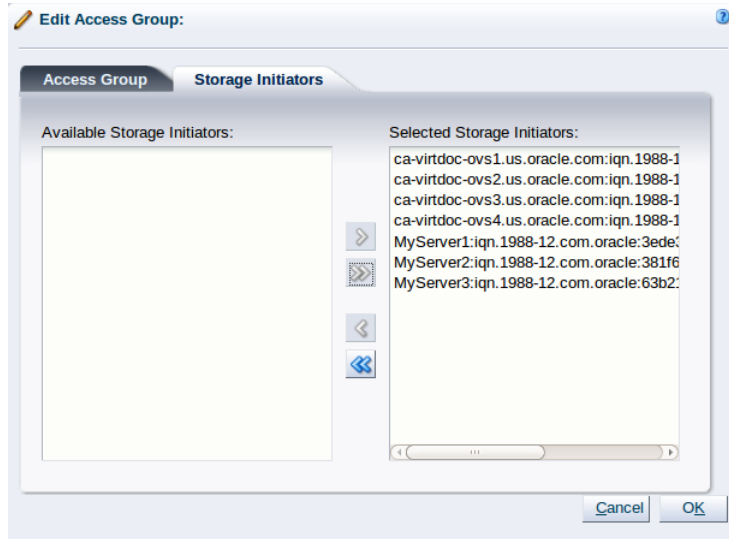 Edit Access Group:
Access Group
Storage Initiators
Available Storage Initiators:
Selected Storage Initiators:
ca-virtdoc-ovs1.us.oracle.com:iqn.1988-1
ca-virtdoc-ovs2.us.oracle.com:iqn.1988-1
ca-virtdoc-ovs3.us.oracle.com:iqn.1988-1
ca-virtdoc-ovs4.us.oracle.com:iqn.1988-1
MyServer1:iqn.1988-12.com.oracle:3ede3
MyServer2:iqn.1988-12.com.oracle:381f6
MyServer3:iqn.1988-12.com.oracle:63b21
Cancel
OK